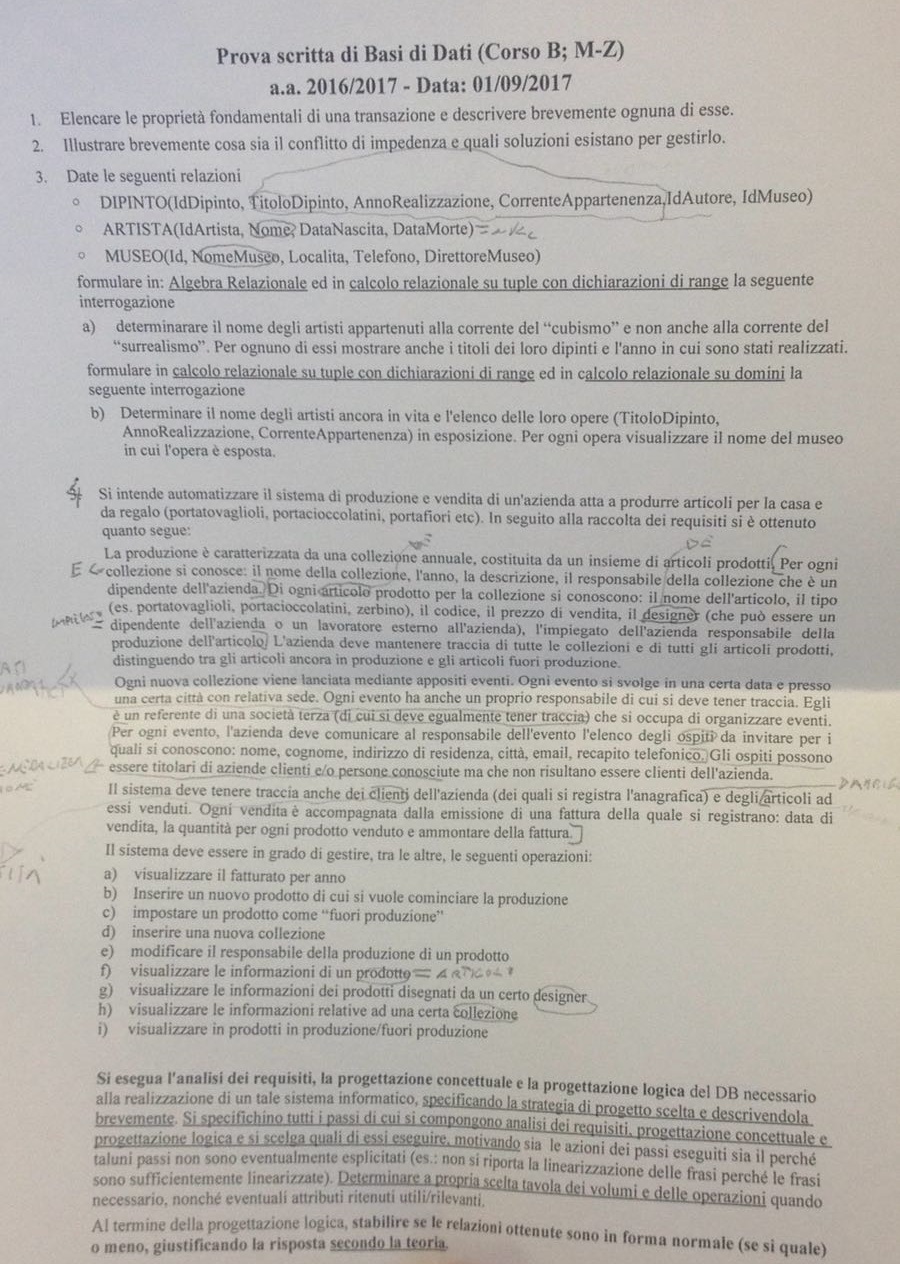 Prova scritta di Basi di Dati (Corso B; M-Z)
a.a. 2016/2017 - Data: 01/09/2017
1. Elencare le proprietà fondamentali di una transazione e descrivere brevemente ognuna di esse.
2. Illustrare brevemente cosa sia il conflitto di impedenza e quali soluzioni esistano per gestirlo.
3. Date le seguenti relazioni
○ DIPINTO(IdDipinto, TitoloDipinto, AnnoRealizzazione, CorrenteAppartenenza,IdAutore, IdMuseo)
○ ARTISTA(IdArtista, Nome, DataNascita, DataMorte)
○ MUSEO(Id, NomeMuseo, Localita, Telefono, DirettoreMuseo)
formulare in: Algebra Relazionale ed in calcolo relazionale su tuple con dichiarazioni di range la seguente
interrogazione
a) determinarare il nome degli artisti appartenuti alla corrente del “cubismo” e non anche alla corrente del
“surrealismo”. Per ognuno di essi mostrare anche i titoli dei loro dipinti e l'anno in cui sono stati realizzati.
formulare in calcolo relazionale su tuple con dichiarazioni di range ed in calcolo relazionale su domini la
seguente interrogazione
b) Determinare il nome degli artisti ancora in vita e l'elenco delle loro opere (TitoloDipinto,
AnnoRealizzazione, CorrenteAppartenenza) in esposizione. Per ogni opera visualizzare il nome del museo
in cui l'opera è esposta.
4 Si intende automatizzare il sistema di produzione e vendita di un'azienda atta a produrre articoli per la casa e
da regalo (portatovaglioli, portacioccolatini, portafiori etc). In seguito alla raccolta dei requisiti si è ottenuto
quanto segue:
La produzione è caratterizzata da una collezione annuale, costituita da un insieme di articoli prodotti. Per ogni
E collezione si conosce: il nome della collezione, l'anno, la descrizione, il responsabile della collezione che è un
dipendente dell'azienda. Di ogni articolo prodotto per la collezione si conoscono: il nome dell'articolo, il tipo
(es. portatovaglioli, portacioccolatini, zerbino), il codice, il prezzo di vendita, il designer (che può essere un
dipendente dell'azienda o un lavoratore esterno all'azienda), l'impiegato dell'azienda responsabile della
produzione dell'articolo. L'azienda deve mantenere traccia di tutte le collezioni e di tutti gli articoli prodotti,
distinguendo tra gli articoli ancora in produzione e gli articoli fuori produzione.
Ogni nuova collezione viene lanciata mediante appositi eventi. Ogni evento si svolge in una certa data e presso
una certa città con relativa sede. Ogni evento ha anche un proprio responsabile di cui si deve tener traccia. Egli
è un referente di una società terza (di cui si deve egualmente tener traccia) che si occupa di organizzare eventi.
Per ogni evento, l'azienda deve comunicare al responsabile dell'evento l'elenco degli ospiti da invitare per i
quali si conoscono: nome, cognome, indirizzo di residenza, città, email, recapito telefonico. Gli ospiti possono
essere titolari di aziende clienti e/o persone conosciute ma che non risultano essere clienti dell'azienda.
Il sistema deve tenere traccia anche dei clienti dell'azienda (dei quali si registra l'anagrafica) e degli articoli ad
essi venduti. Ogni vendita è accompagnata dalla emissione di una fattura della quale si registrano: data di
vendita, la quantità per ogni prodotto venduto e ammontare della fattura.
Il sistema deve essere in grado di gestire, tra le altre, le seguenti operazioni:
a) visualizzare il fatturato per anno
b) Inserire un nuovo prodotto di cui si vuole cominciare la produzione
c) impostare un prodotto come “fuori produzione”
d) inserire una nuova collezione
e) modificare il responsabile della produzione di un prodotto
f) visualizzare le informazioni di un prodotto
g) visualizzare le informazioni dei prodotti disegnati da un certo designer
h) visualizzare le informazioni relative ad una certa collezione
i) visualizzare in prodotti in produzione/fuori produzione
Si esegua l'analisi dei requisiti, la progettazione concettuale e la progettazione logica del DB necessario
alla realizzazione di un tale sistema informatico, specificando la strategia di progetto scelta e descrivendola
brevemente. Si specifichino tutti i passi di cui si compongono analisi dei requisiti, progettazione concettuale e
progettazione logica e si scelga quali di essi eseguire, motivando sia le azioni dei passi eseguiti sia il perché
taluni passi non sono eventualmente esplicitati (es.: non si riporta la linearizzazione delle frasi perché le frasi
sono sufficientemente linearizzate). Determinare a propria scelta tavola dei volumi e delle operazioni quando
necessario, nonché eventuali attributi ritenuti utili/rilevanti.
Al termine della progettazione logica, stabilire se le relazioni ottenute sono in forma normale (se si quale)
o meno, giustificando la risposta secondo la teoria.